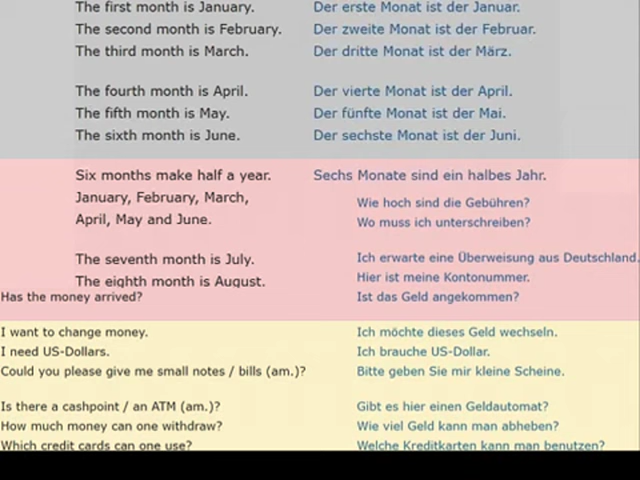 The first month is January. Der erste Monat ist der Januar.
The second month is February. Der zweite Monat ist der Februar.
The third month is March. Der dritte Monat ist der März.
The fourth month is April. Der vierte Monat ist der April.
The fifth month is May. Der fünfte Monat ist der Mai.
The sixth month is June. Der sechste Monat ist der Juni.
Six months make half a year. Sechs Monate sind ein halbes Jahr.
January, February, March,
Wie hoch sind die Gebühren?
April, May and June.
Wo muss ich unterschreiben?
The seventh month is July. Ich erwarte eine Überweisung aus Deutschland.
The eighth month is August. Hier ist meine Kontonummer.
Has the money arrived? Ist das Geld angekommen?
I want to change money. Ich möchte dieses Geld wechseln.
I need US-Dollars. Ich brauche US-Dollar.
Could you please give me small notes / bills (am.)? Bitte geben Sie mir kleine Scheine.
Is there a cashpoint / an ATM (am.)? Gibt es hier einen Geldautomat?
How much money can one withdraw? Wie viel Geld kann man abheben?
Which credit cards can one use? Welche Kreditkarten kann man benutzen?